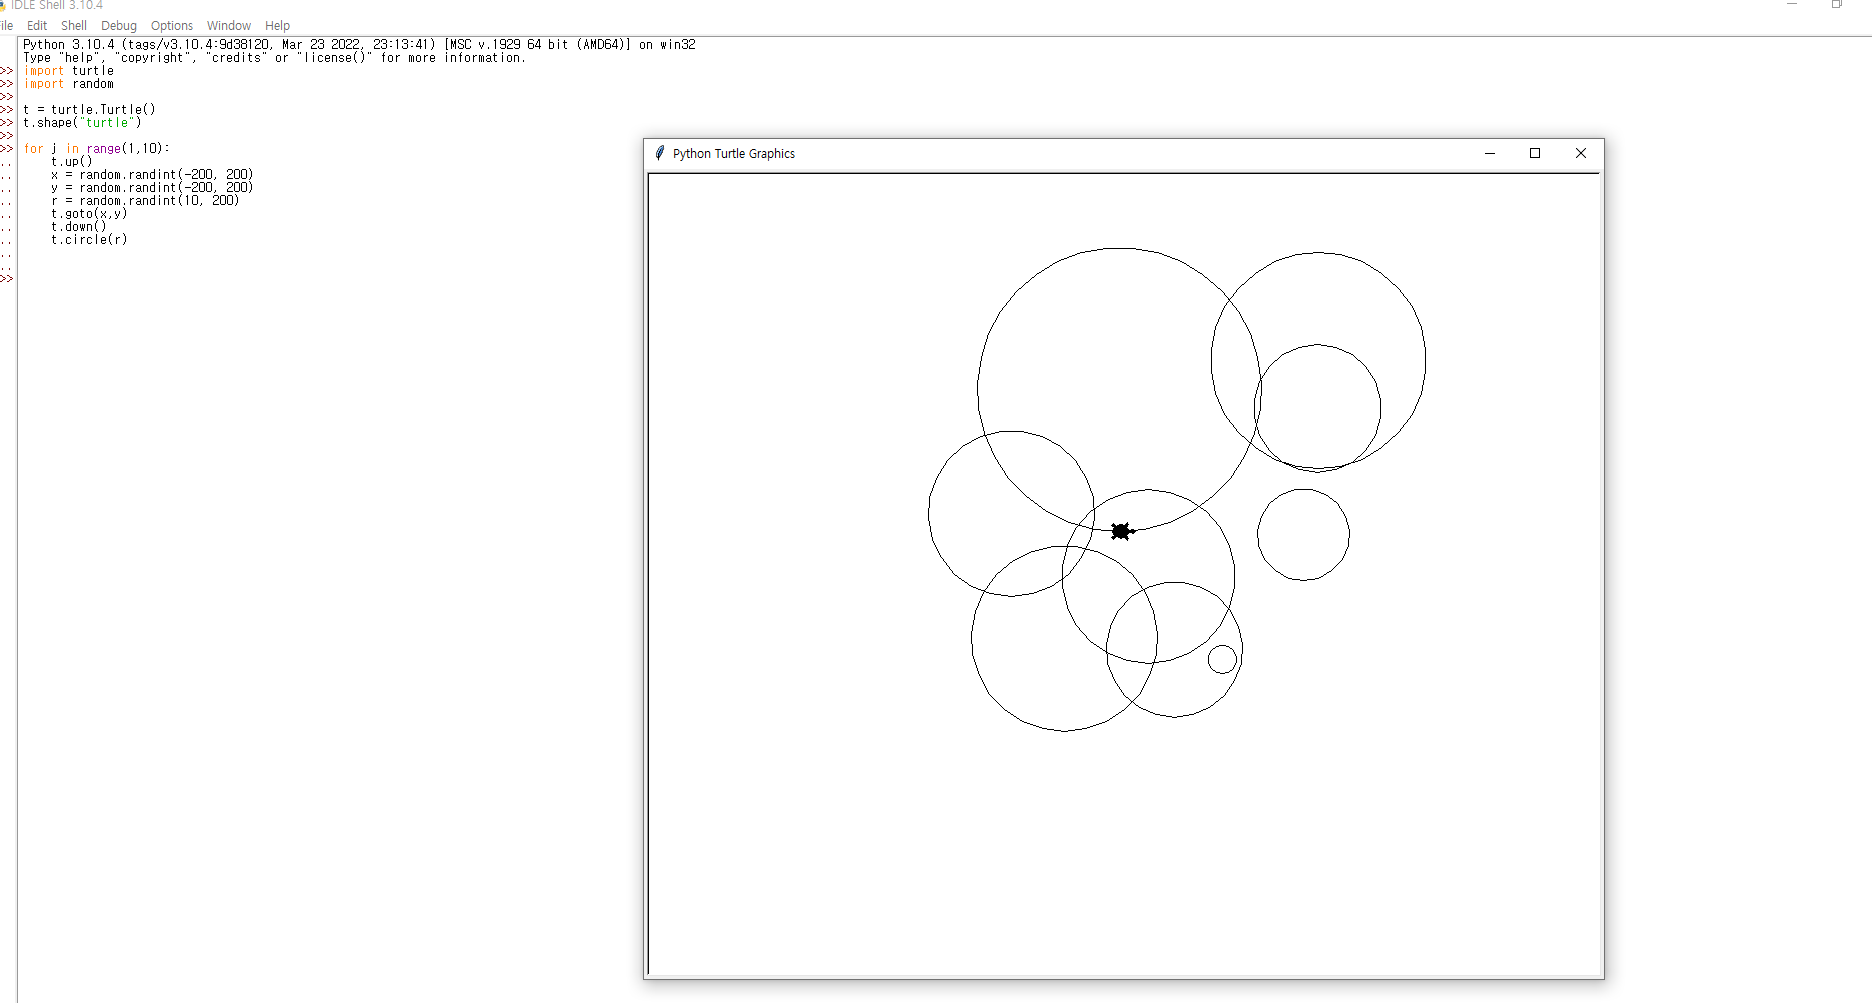 IDLE Shell 3.10.4
File Edit Shell Debug Options Window Help
Python 3.10.4 (tags/v3.10.4:9d38120, Mar 23 2022, 23:13:41) [MSC v.1929 64 bit (AMD64)] on win32
Type "help", "copyright", "credits" or "license()" for more information.
>> import turtle
>> import random
>>
>> t = turtle.Turtle()
>> t.shape("turtle")
>>
>> for j in range(1,10):
..     t.up()
..     x = random.randint(-200, 200)
..     y = random.randint(-200, 200)
..     r = random.randint(10, 200)
..     t.goto(x,y)
..     t.down()
..     t.circle(r)
..
..
>>
Python Turtle Graphics